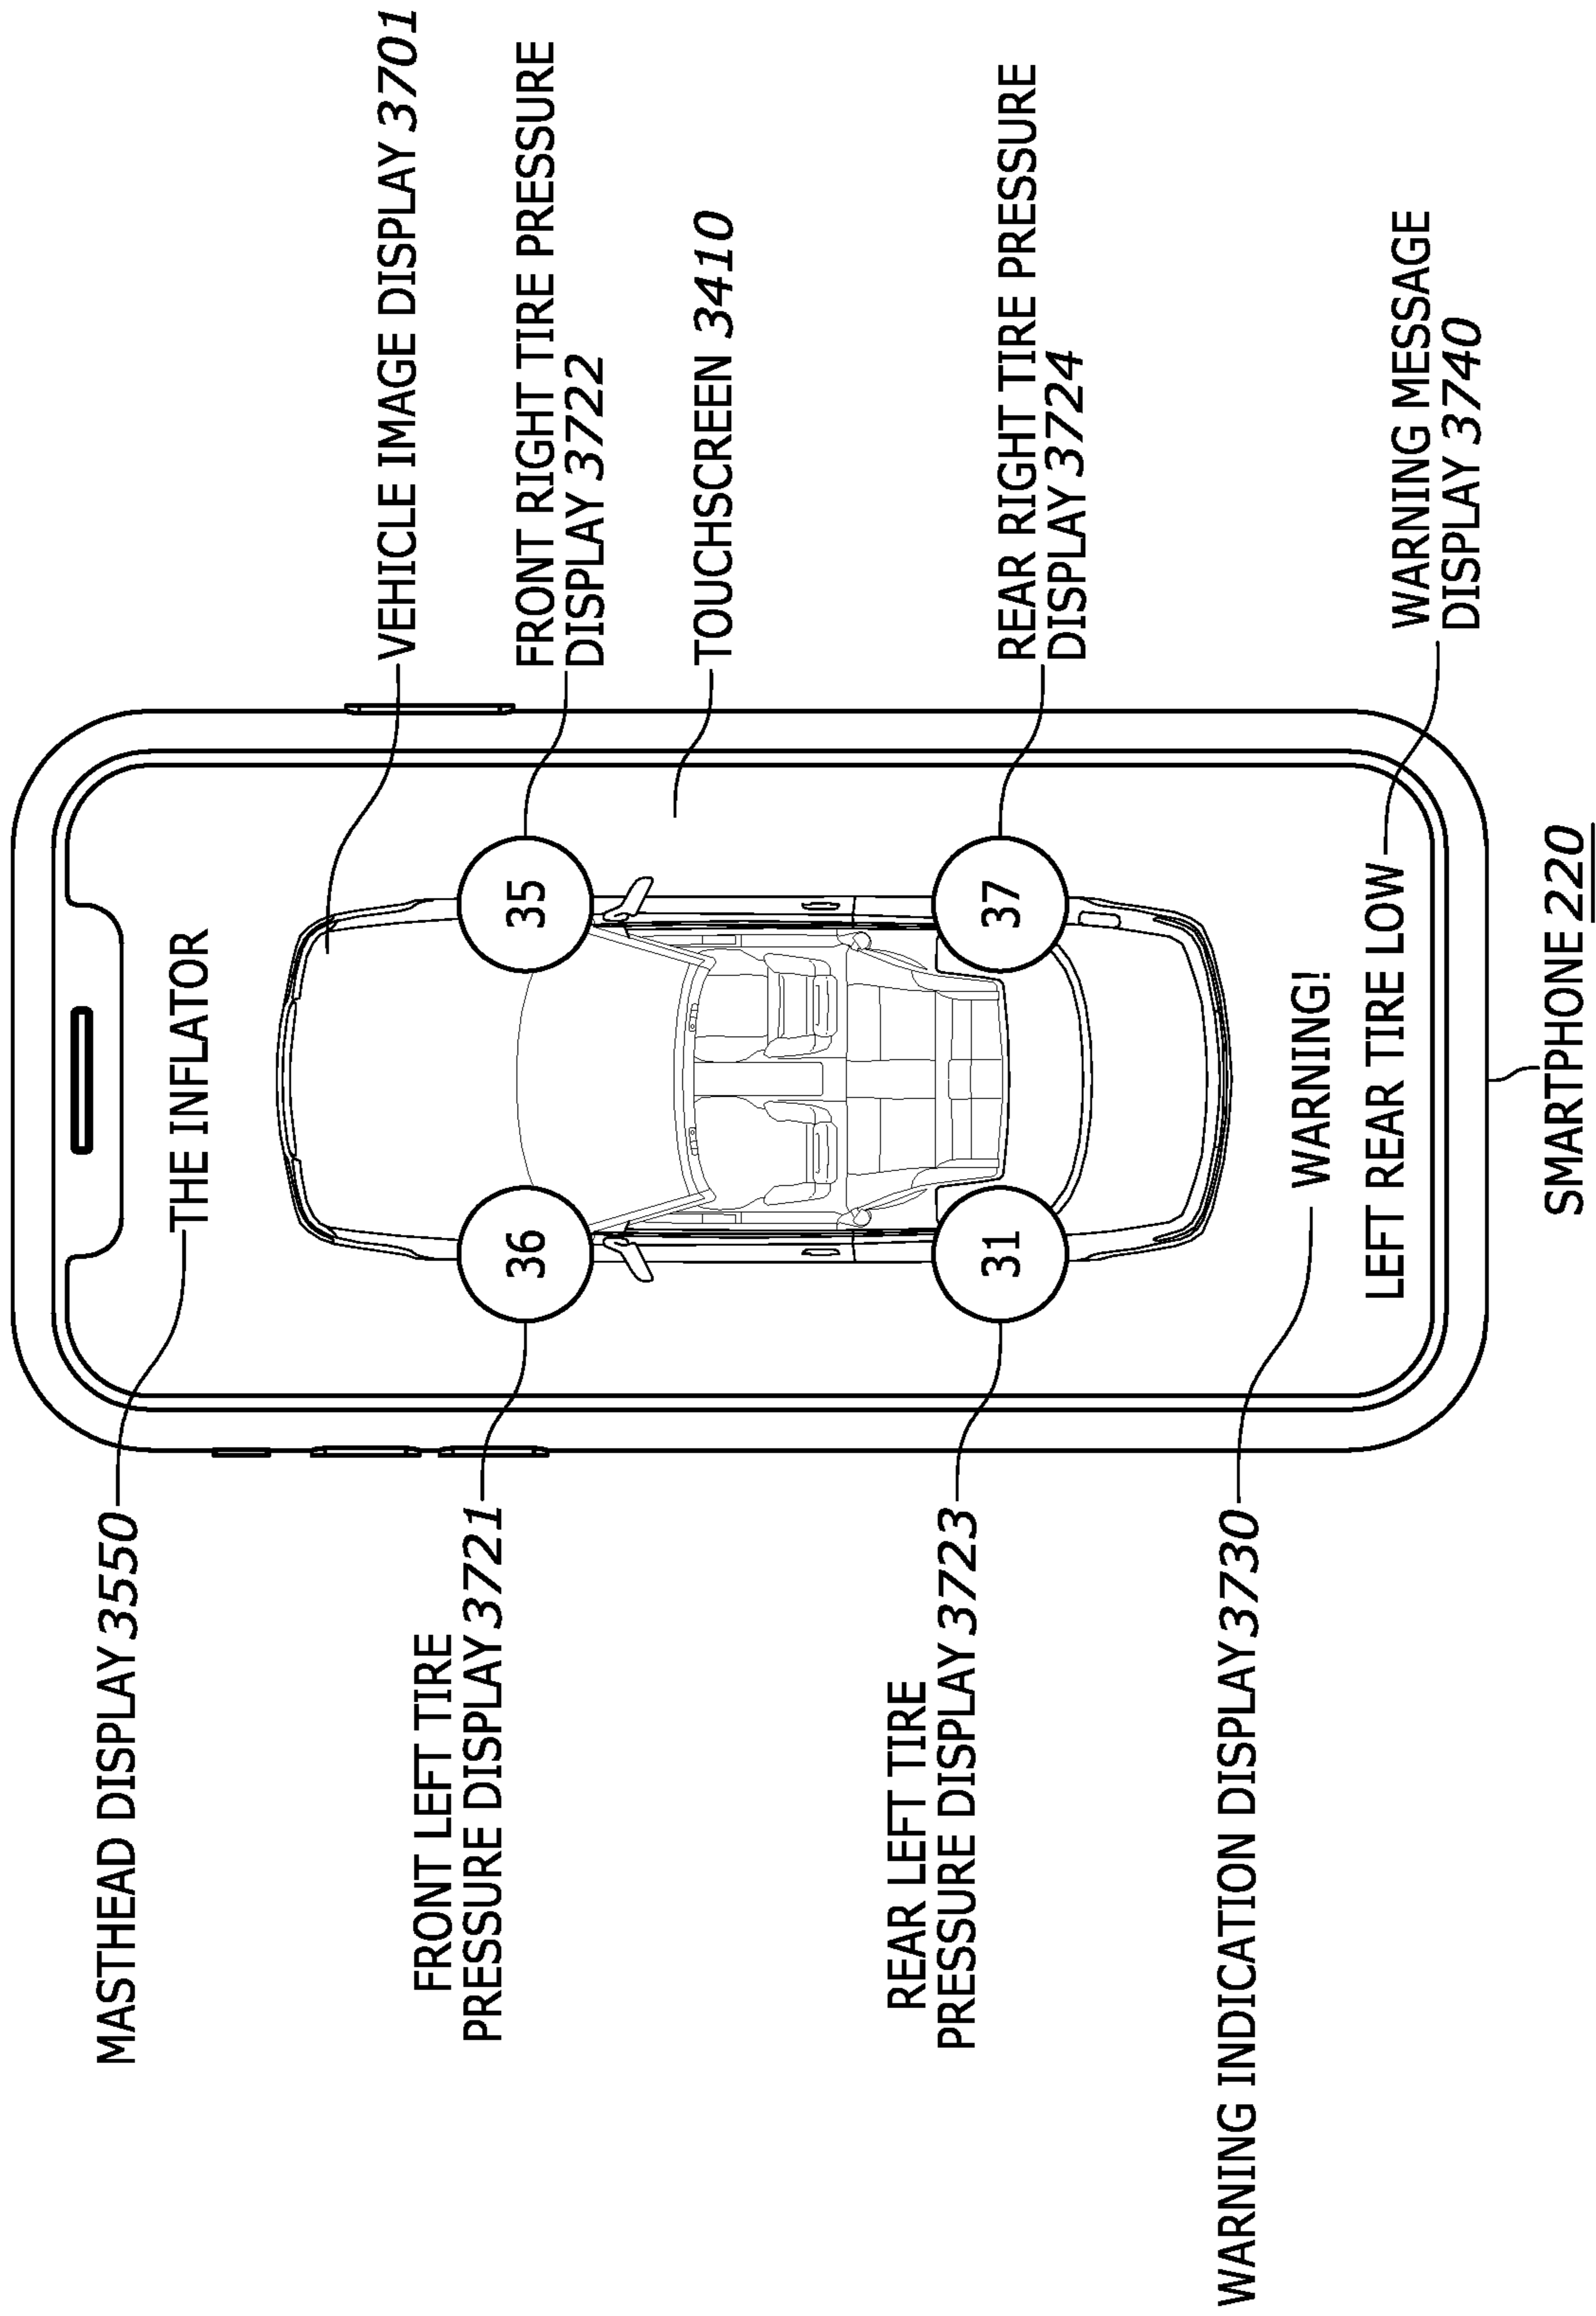 MASTHEAD DISPLAY 3550
THE INFLATOR
VEHICLE IMAGE DISPLAY 3701
FRONT LEFT TIRE
PRESSURE DISPLAY 3721
36
35
FRONT RIGHT TIRE PRESSURE
DISPLAY 3722
TOUCHSCREEN 3410
REAR LEFT TIRE
PRESSURE DISPLAY 3723
31
37
REAR RIGHT TIRE PRESSURE
DISPLAY 3724
WARNING INDICATION DISPLAY 3730
WARNING!
LEFT REAR TIRE LOW
WARNING MESSAGE
DISPLAY 3740
SMARTPHONE 220